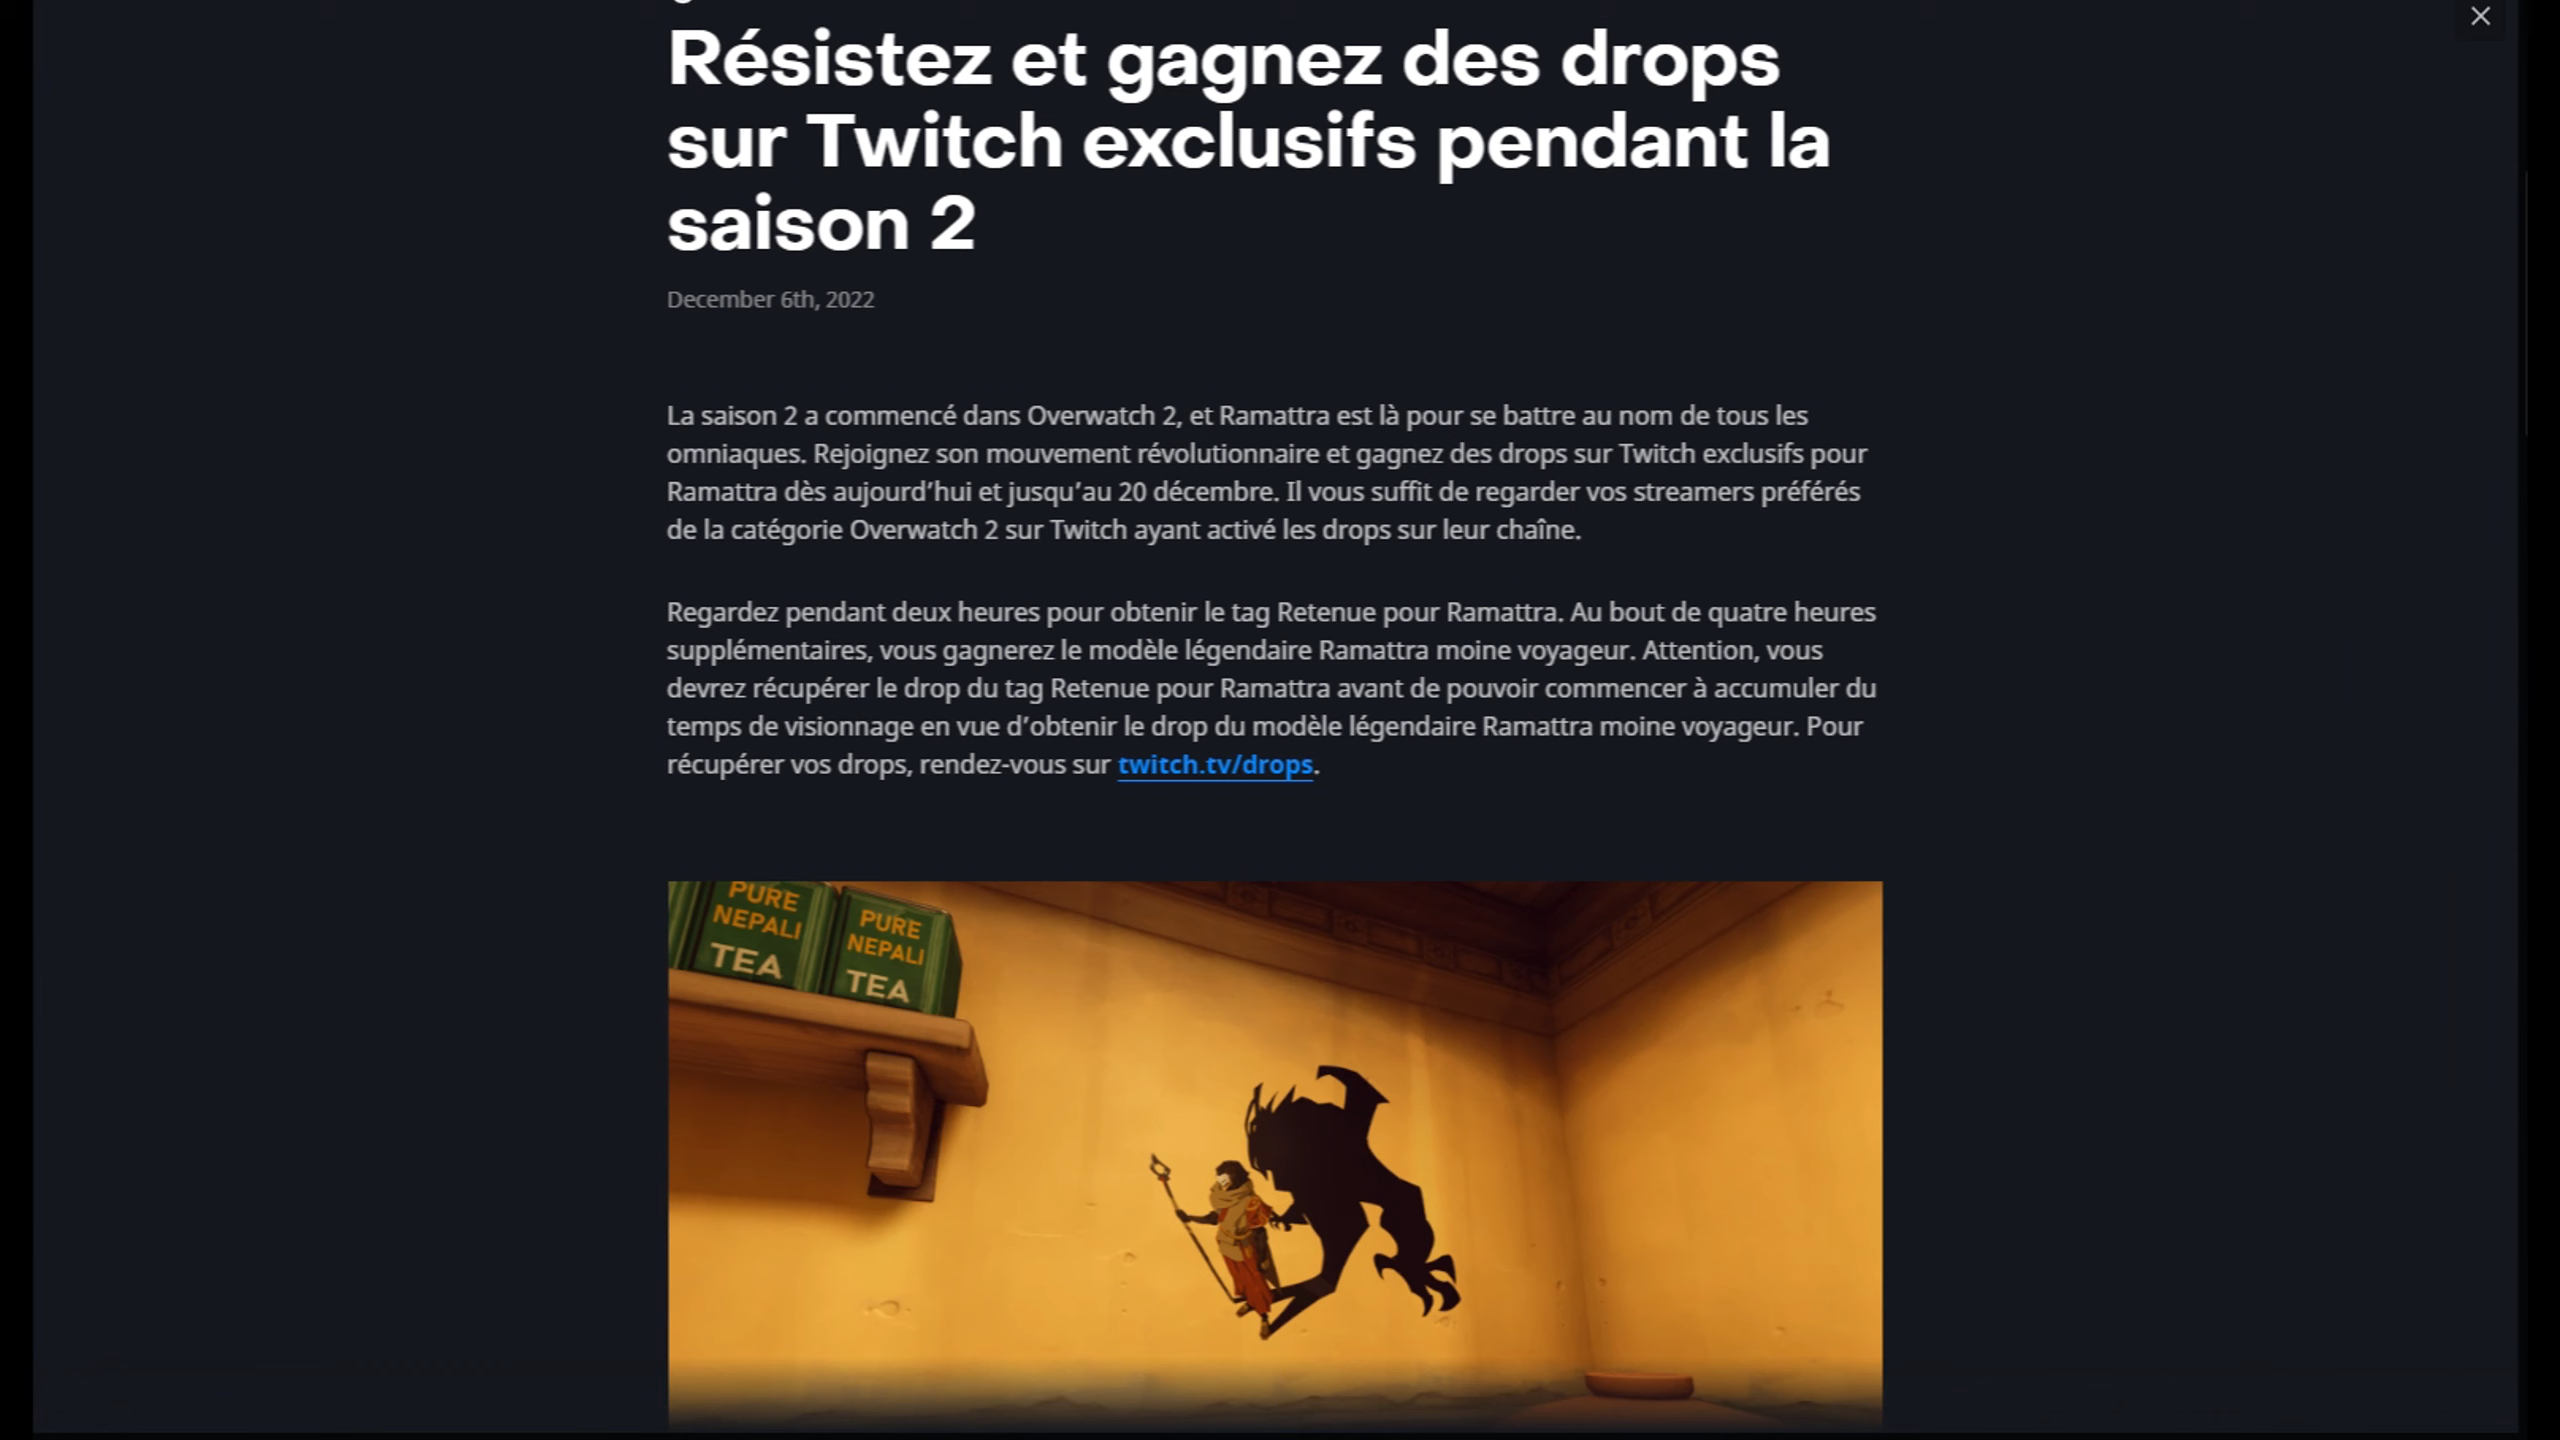 Résistez et gagnez des drops
sur Twitch exclusifs pendant la
saison 2
December 6th, 2022
La saison 2 a commencé dans Overwatch 2, et Ramattra est là pour se battre au nom de tous les
omniaques. Rejoignez son mouvement révolutionnaire et gagnez des drops sur Twitch exclusifs pour
Ramattra dès aujourd’hui et jusqu’au 20 décembre. Il vous suffit de regarder vos streamers préférés
de la catégorie Overwatch 2 sur Twitch ayant activé les drops sur leur chaîne.
Regardez pendant deux heures pour obtenir le tag Retenue pour Ramattra. Au bout de quatre heures
supplémentaires, vous gagnerez le modèle légendaire Ramattra moine voyageur. Attention, vous
devrez récupérer le drop du tag Retenue pour Ramattra avant de pouvoir commencer à accumuler du
temps de visionnage en vue d’obtenir le drop du modèle légendaire Ramattra moine voyageur. Pour
récupérer vos drops, rendez-vous sur twitch.tv/drops.
PURE
NEPALI
TEA
PURE
NEPALI
TEA